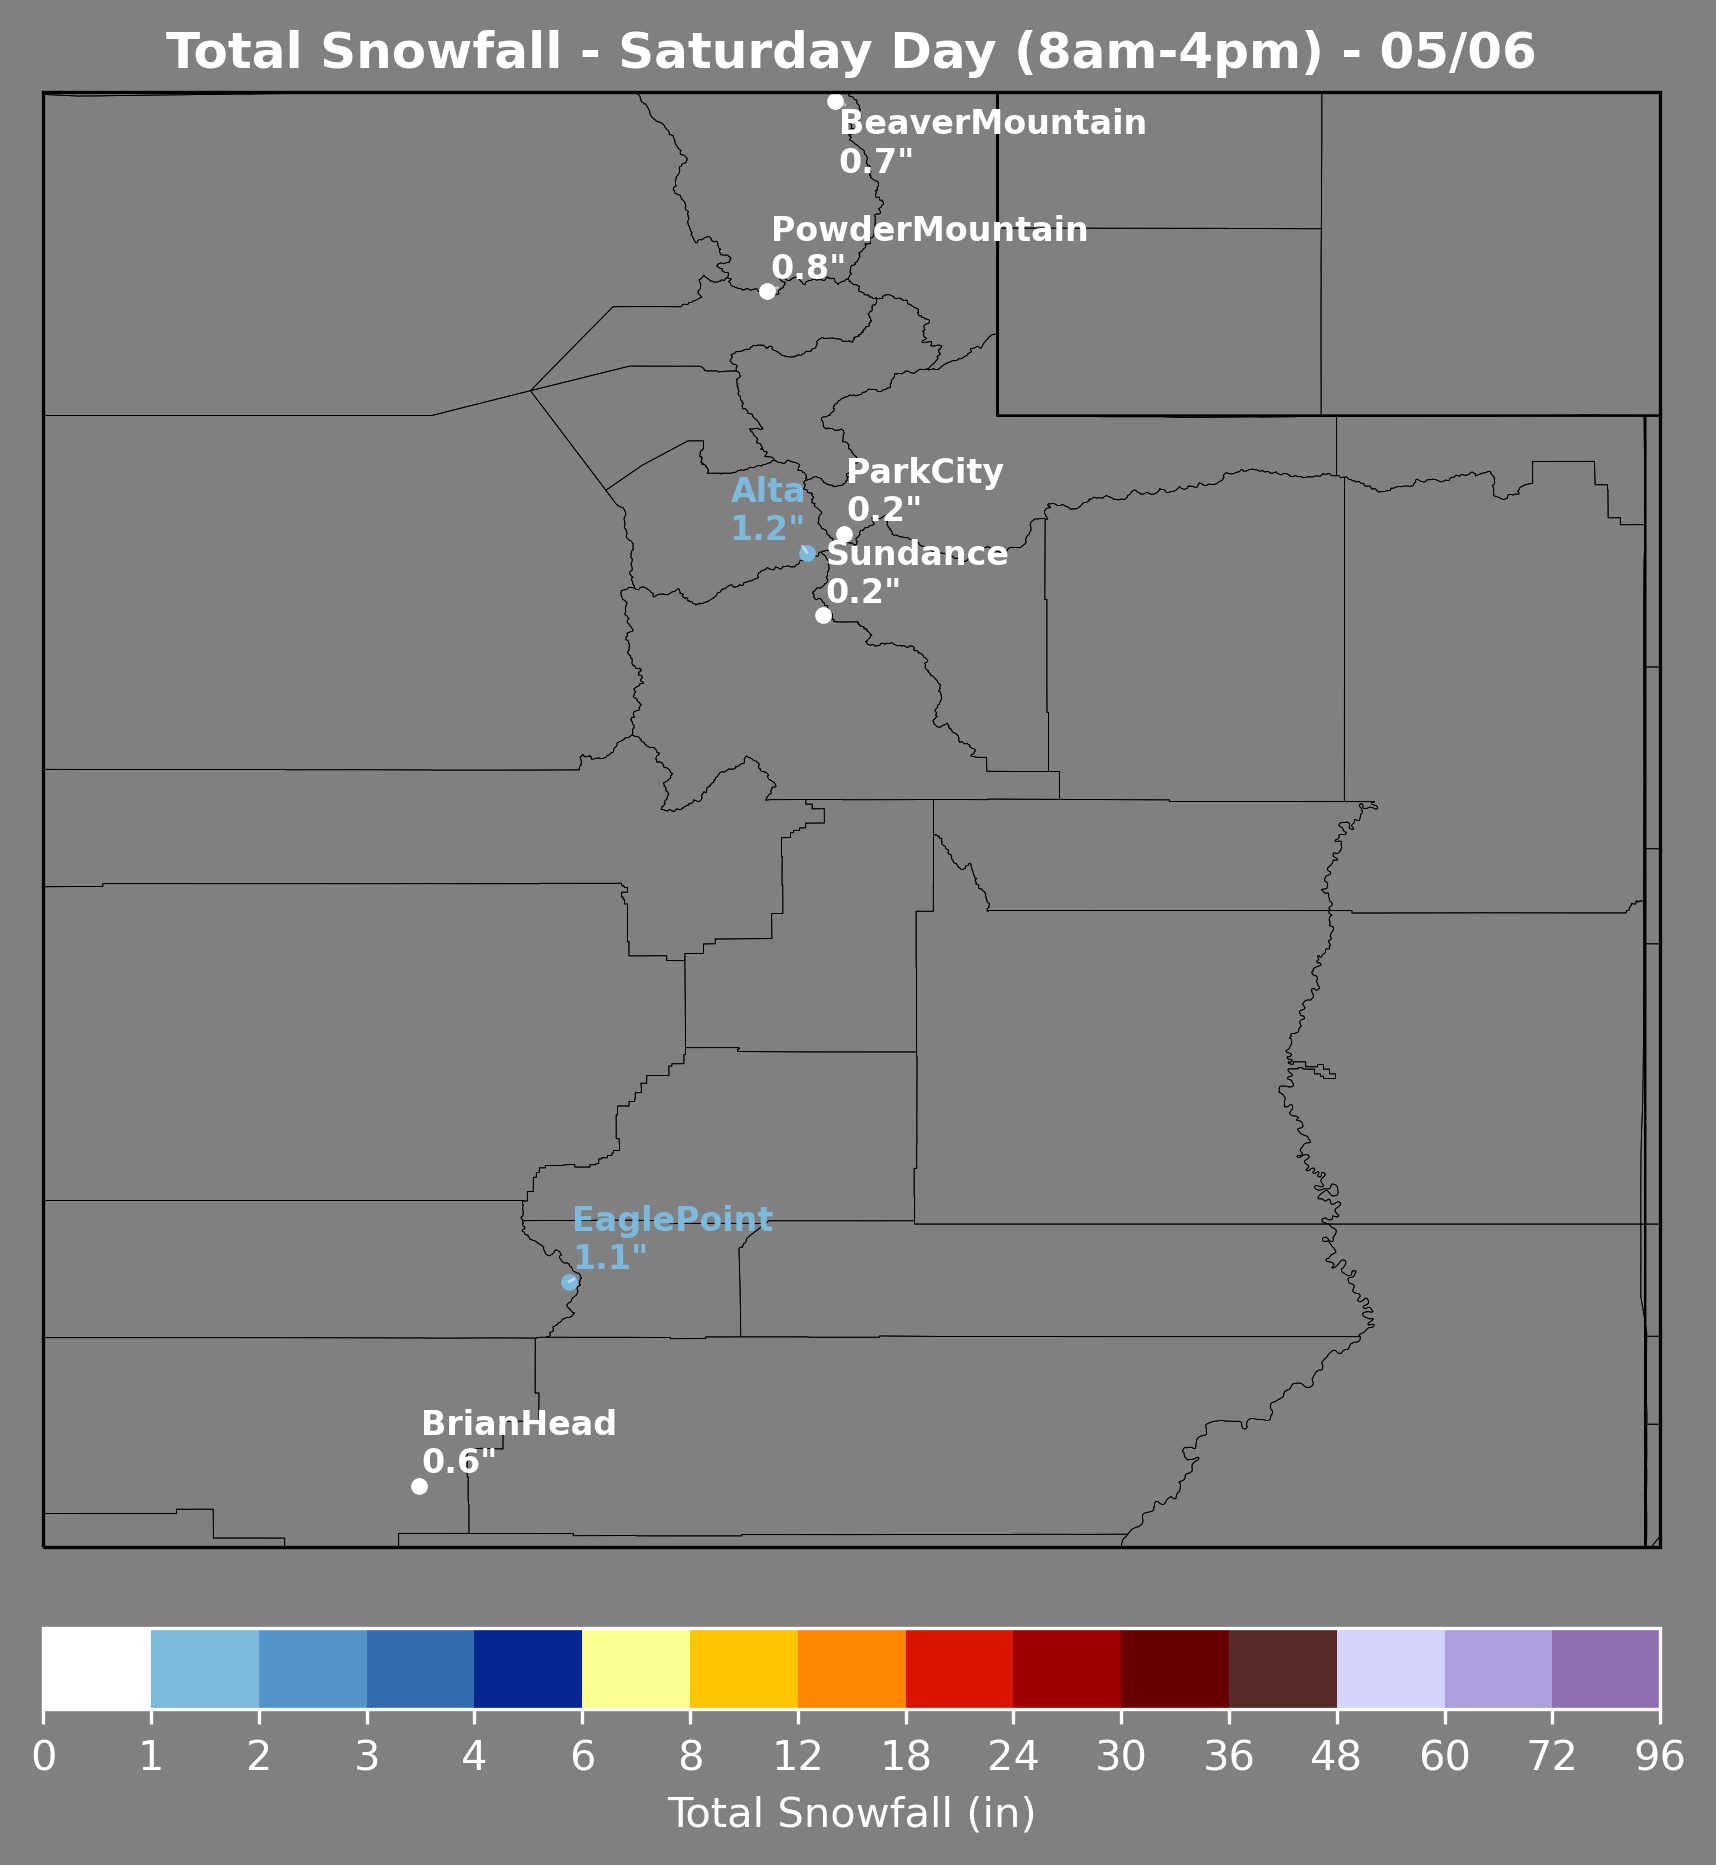 Total Snowfall - Saturday Day (8am-4pm) - 05/06
BeaverMountain
0.7"
PowderMountain
0.8"
ParkCity
0.2"
Alta
1.2"
Sundance
0.2"
EaglePoint
1.1"
BrianHead
0.6"
0 1 2 3 4 6 8 12 18 24 30 36 48 60 72 96
Total Snowfall (in)